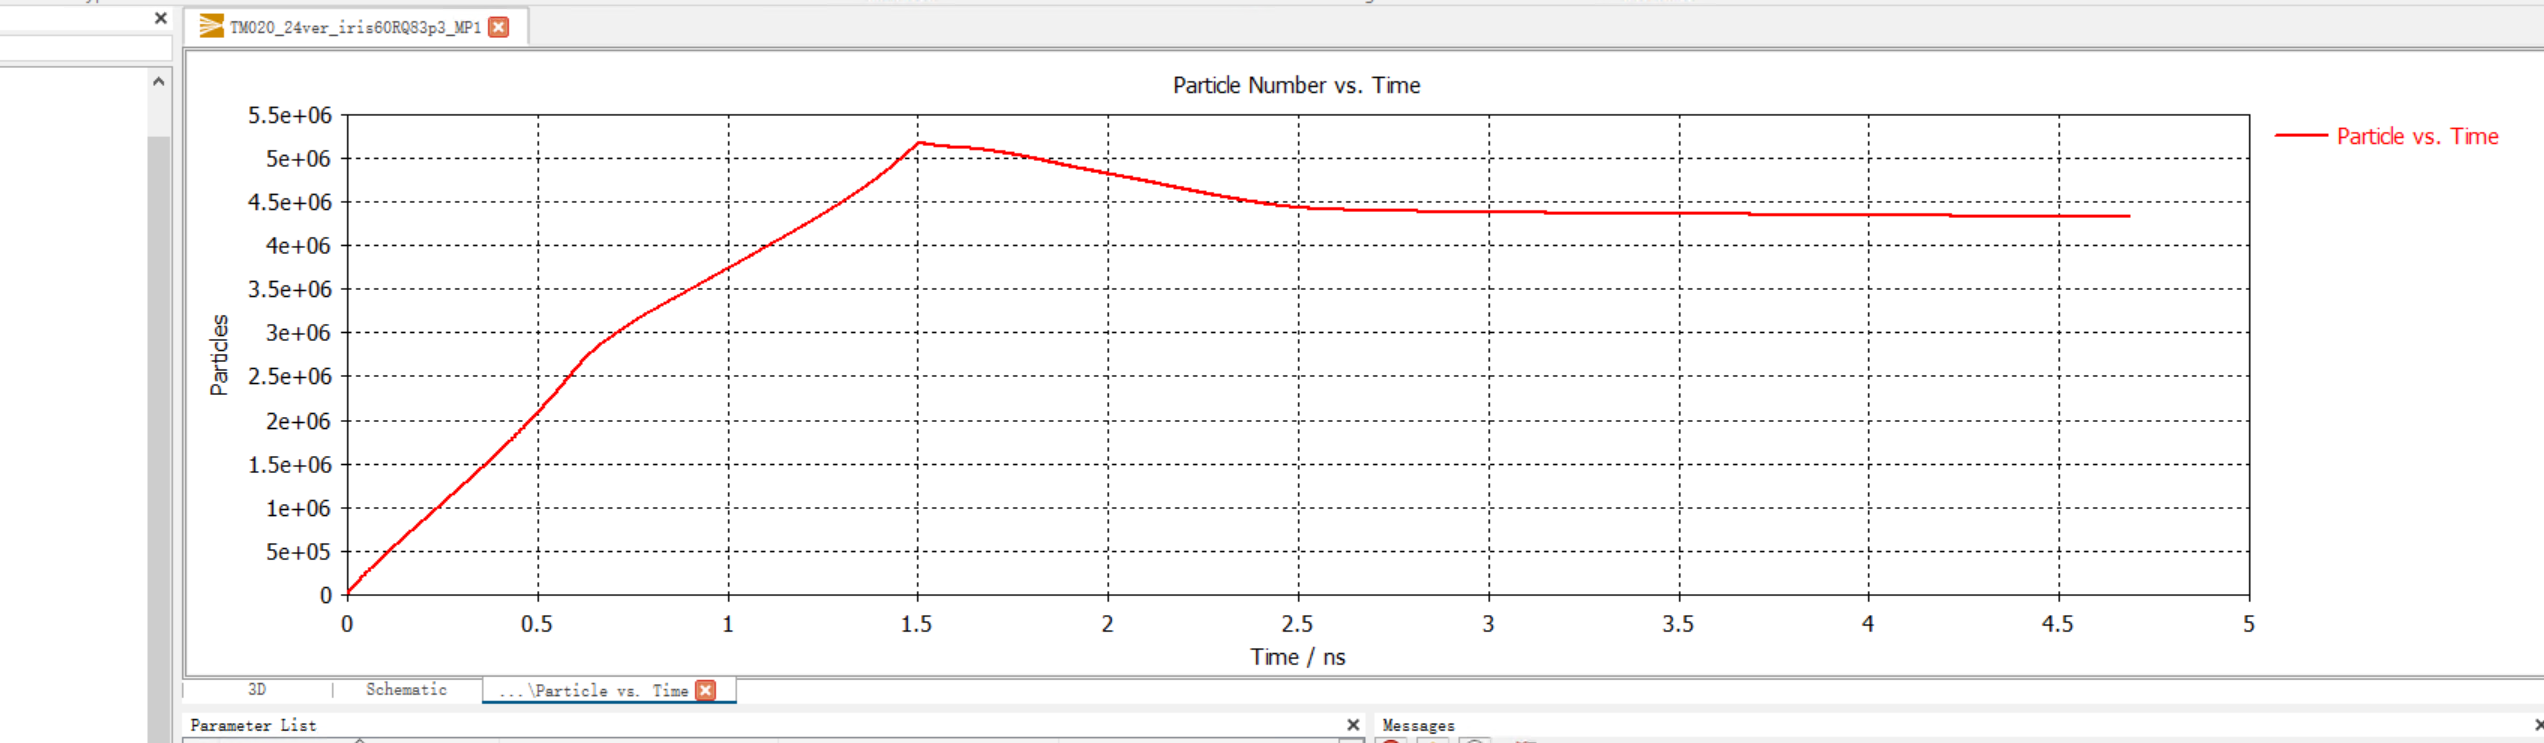 TM020_24ver_iris60RQ83p3_MP1
Particle Number vs. Time
5.5e+06
5e+06
4.5e+06
4e+06
3.5e+06
3e+06
2.5e+06
2e+06
1.5e+06
1e+06
5e+05
0
Particles
0 0.5 1 1.5 2 2.5 3 3.5 4 4.5 5
Time / ns
Particle vs. Time
3D Schematic ...\Particle vs. Time
Parameter List
Messages